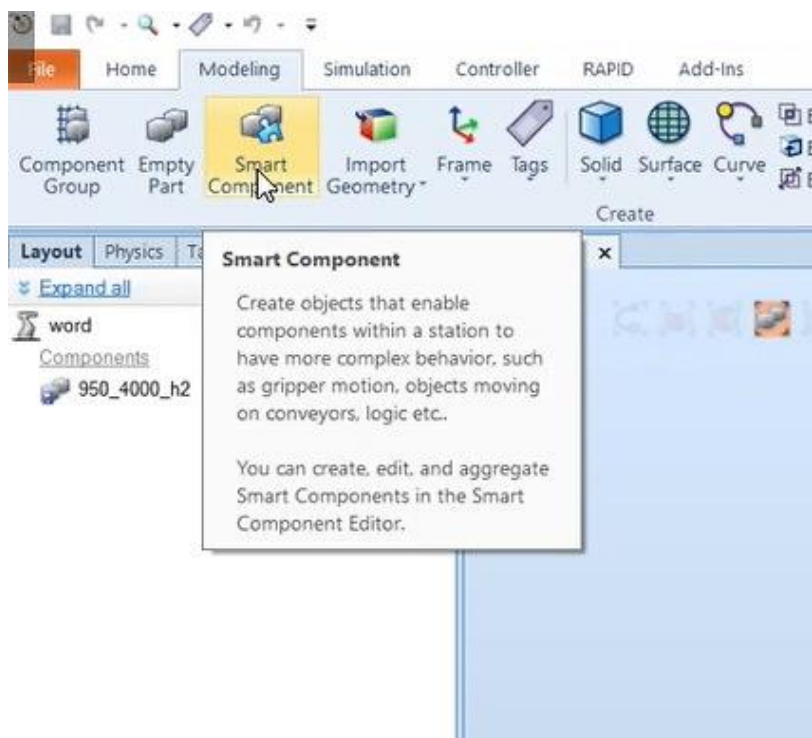 File Home Modeling Simulation Controller RAPID Add-Ins
Component Empty Smart Import Frame Tags Solid Surface Curve
Group Part Component Geometry
Create
Layout Physics
Smart Component
Expand all
Create objects that enable
word
components within a station to
Components
have more complex behavior, such
950_4000_h2
as gripper motion, objects moving
on conveyors, logic etc..
You can create, edit, and aggregate
Smart Components in the Smart
Component Editor.